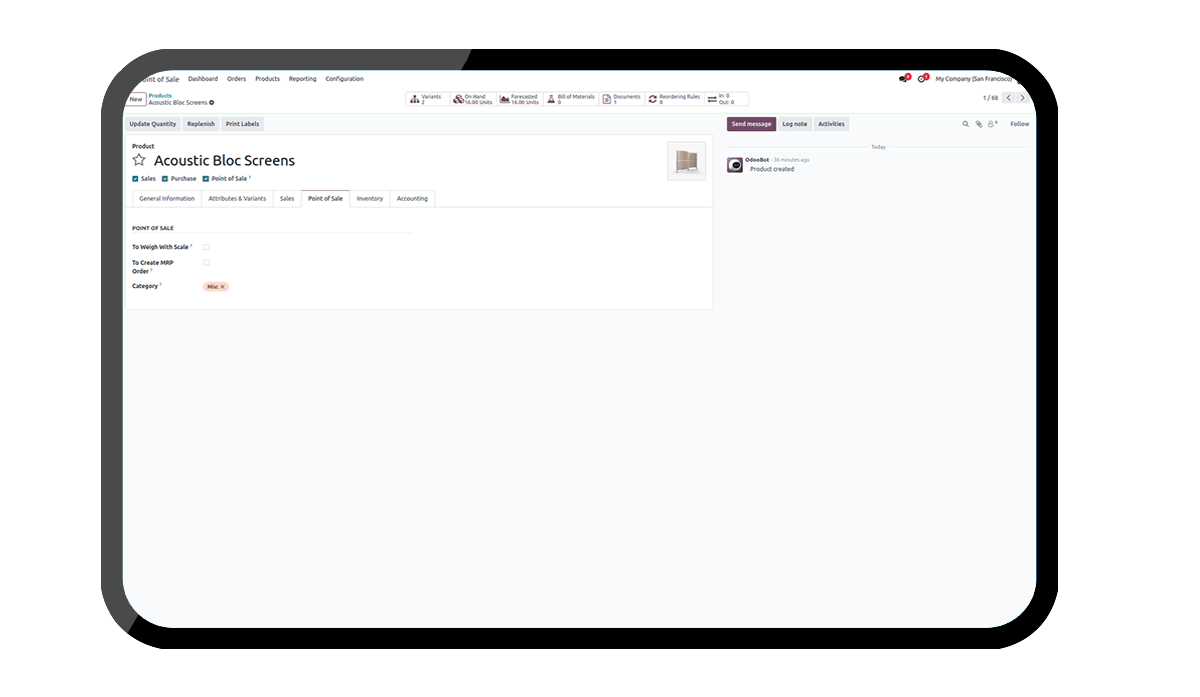 Point of Sale Dashboard Orders Products Reporting Configuration
My Company (San Francisco)
New
Products
Acoustic Bloc Screens
Variants
2
On Hand
16.00 Units
Forecasted
16.00 Units
Bill of Materials
0
Documents
1
Reordering Rules
0
In: 0
Out: 0
1 / 68
Update Quantity Replenish Print Labels
Send message Log note Activities
Follow
Product
Acoustic Bloc Screens
Sales Purchase Point of Sale ?
General Information Attributes & Variants Sales Point of Sale Inventory Accounting
POINT OF SALE
To Weigh With Scale ?
To Create MRP
Order ?
Category ?
Misc ×
Today
OdooBot - 36 minutes ago
Product created